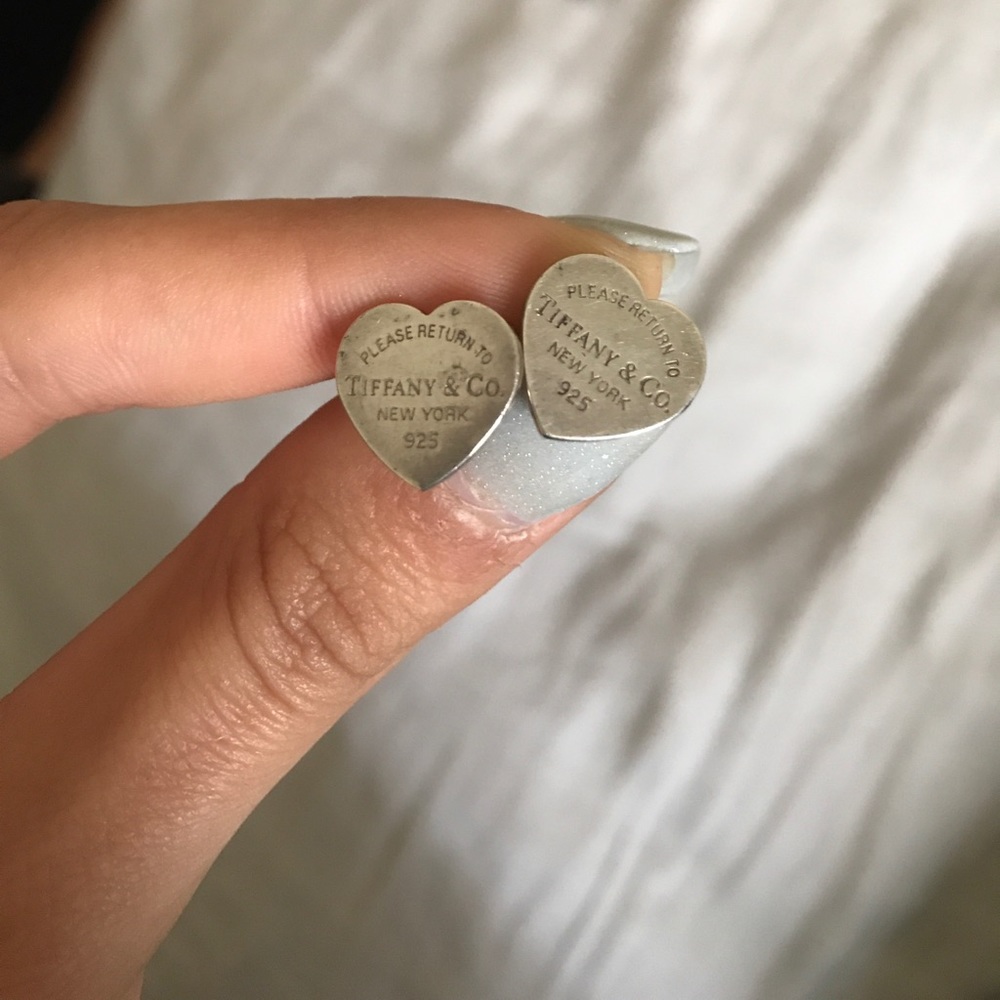 PLEASE RETURN TO
TIFFANY & CO.
NEW YORK
925
PLEASE RETURN TO
TIFFANY & CO.
NEW YORK
925